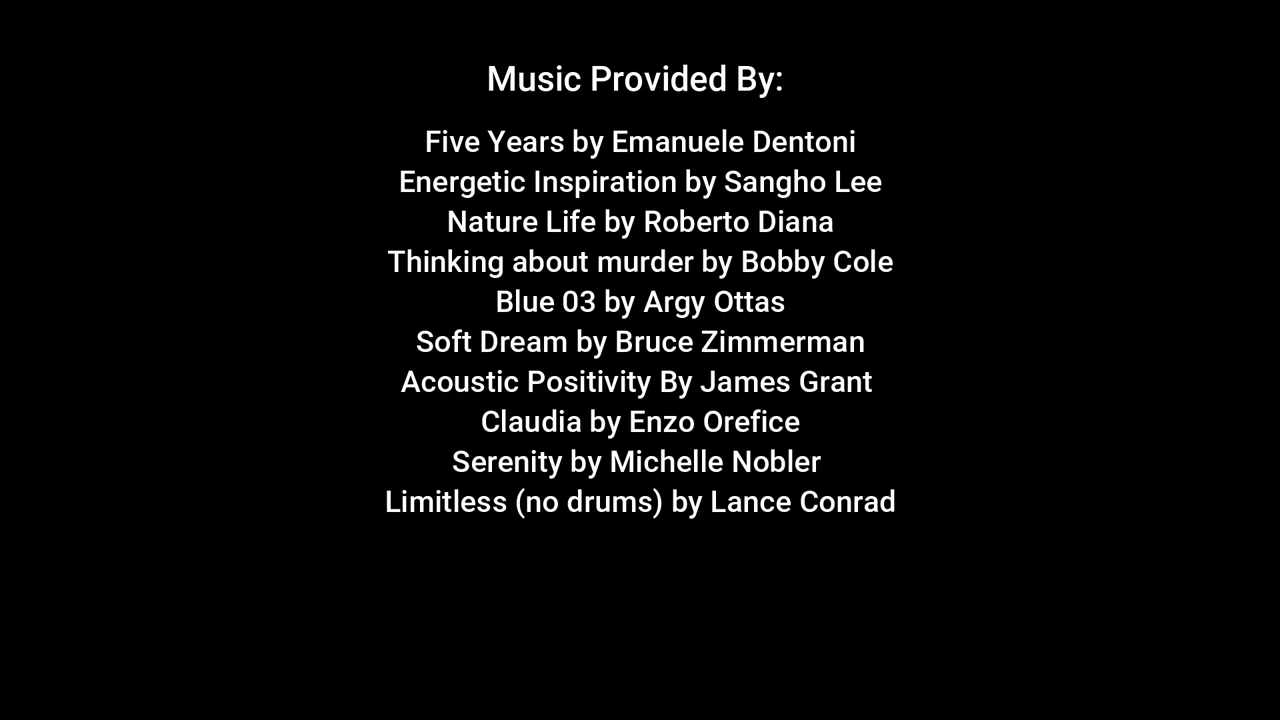 Music Provided By:
Five Years by Emanuele Dentoni
Energetic Inspiration by Sangho Lee
Nature Life by Roberto Diana
Thinking about murder by Bobby Cole
Blue 03 by Argy Ottas
Soft Dream by Bruce Zimmerman
Acoustic Positivity By James Grant
Claudia by Enzo Orefice
Serenity by Michelle Nobler
Limitless (no drums) by Lance Conrad